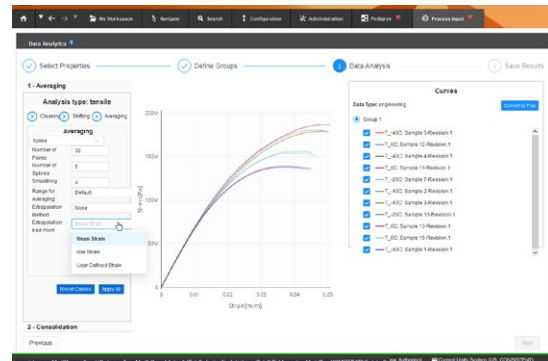 My Workspace
Navigate
Search
Configuration
Administration
Pedigree
Process Input
Data Analytics
Select Properties
Define Groups
Data Analysis
Save Results
1 - Averaging
Analysis type: tensile
Cleaning
Shifting
Averaging
Averaging
Spline
Number of Points
Number of Splines
5
Smoothing
4
Range for Averaging
Default
Extrapolation Method
None
Extrapolation End Point
Mean Strain
Mean Strain
Max Strain
User Defined Strain
Reset Curves
Apply All
2 - Consolidation
Previous
200M
150M
50M
0
Stress[Pa]
0
0.01
0.02
0.03
0.04
0.05
Strain[m/m]
Curves
Data Type: engineering
Convert to True
Group 1
T_-40C, Sample 5-Revision.1
T_0C, Sample 12-Revision.1
T_-40C, Sample 4-Revision.1
T_0C, Sample 14-Revision.1
T_-20C, Sample 7-Revision.1
T_-40C, Sample 2-Revision.1
T_-40C, Sample 3-Revision.1
T_-20C, Sample 10-Revision.1
T_0C, Sample 13-Revision.1
T_0C, Sample 15-Revision.1
T_-40C, Sample 1-Revision.1
Next